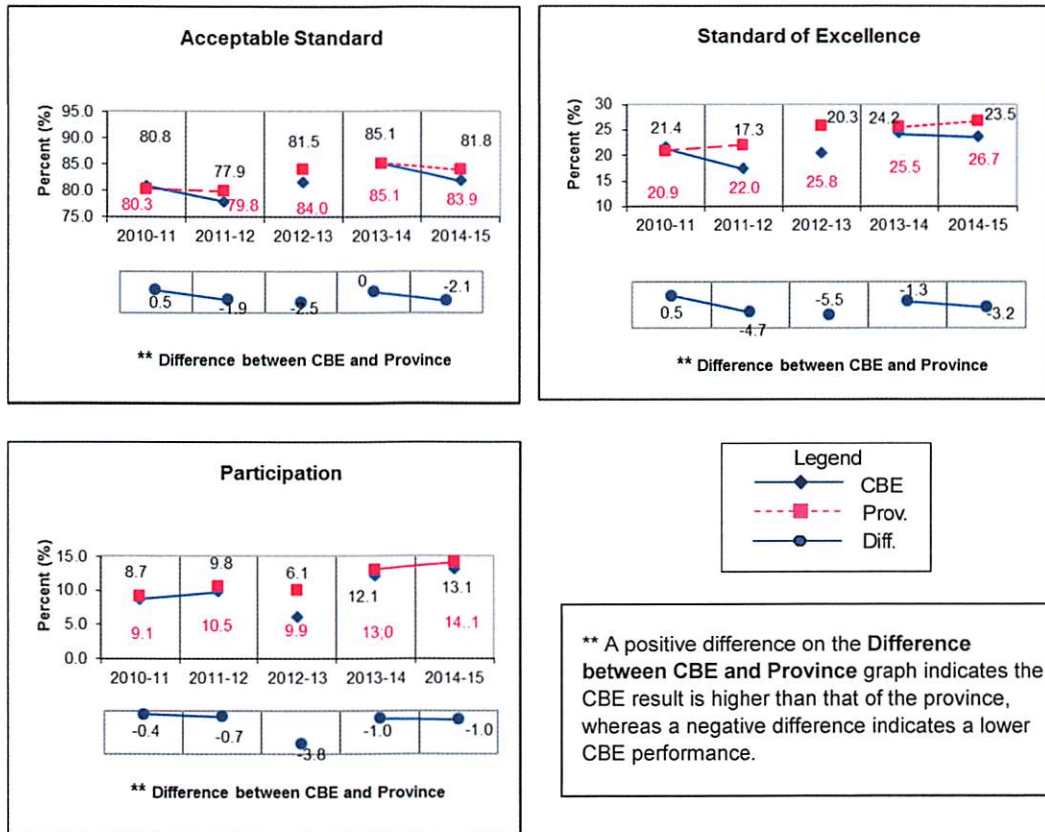 Acceptable Standard
Percent (%)
95.0
90.0
85.0
80.0
75.0
80.8
77.9
81.5
85.1
81.8
80.3
79.8
84.0
85.1
83.9
2010-11 2011-12 2012-13 2013-14 2014-15
0.5
-1.9
-2.5
0
-2.1
** Difference between CBE and Province
Standard of Excellence
Percent (%)
30
25
20
15
10
21.4
17.3
20.3
24.2
23.5
20.9
22.0
25.8
25.5
26.7
2010-11 2011-12 2012-13 2013-14 2014-15
0.5
-4.7
-5.5
-1.3
-3.2
** Difference between CBE and Province
Participation
Percent (%)
15.0
10.0
5.0
0.0
8.7
9.8
6.1
12.1
13.1
9.1
10.5
9.9
13;0
14..1
2010-11 2011-12 2012-13 2013-14 2014-15
-0.4
-0.7
-3.8
-1.0
-1.0
** Difference between CBE and Province
Legend
CBE
Prov.
Diff.
** A positive difference on the Difference
between CBE and Province graph indicates the
CBE result is higher than that of the province,
whereas a negative difference indicates a lower
CBE performance.